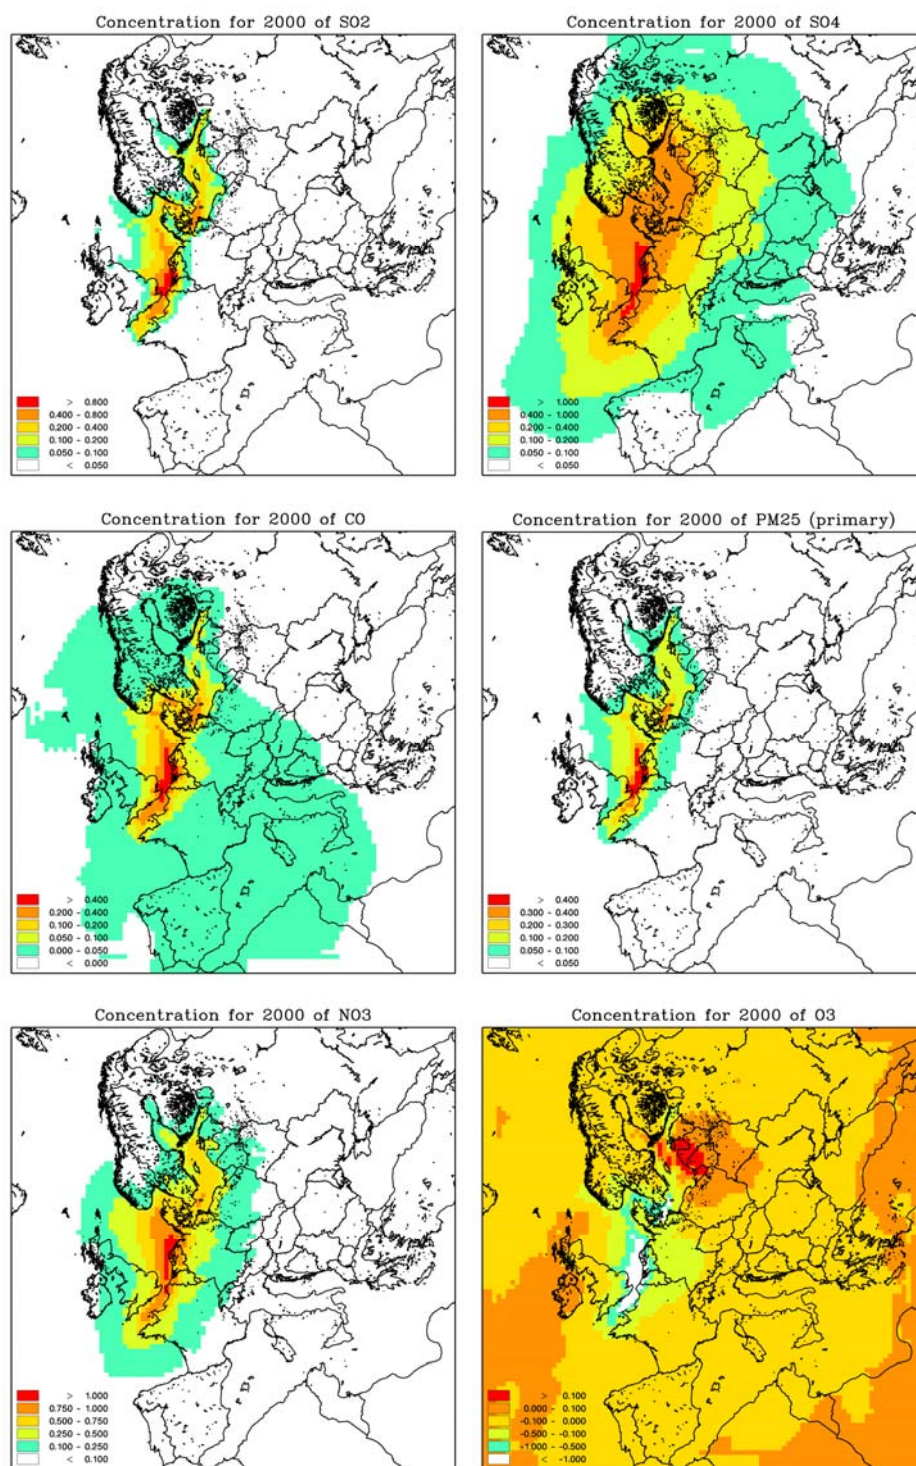 Concentration for 2000 of SO2
> 0.800
0.400 - 0.800
0.200 - 0.400
0.100 - 0.200
0.050 - 0.100
< 0.050
Concentration for 2000 of SO4
> 1.000
0.400 - 1.000
0.200 - 0.400
0.100 - 0.200
0.050 - 0.100
< 0.050
Concentration for 2000 of CO
> 0.400
0.200 - 0.400
0.100 - 0.200
0.050 - 0.100
0.000 - 0.050
< 0.000
Concentration for 2000 of PM25 (primary)
> 0.400
0.300 - 0.400
0.200 - 0.300
0.100 - 0.200
0.050 - 0.100
< 0.050
Concentration for 2000 of NO3
> 1.000
0.750 - 1.000
0.500 - 0.750
0.250 - 0.500
0.100 - 0.250
< 0.100
Concentration for 2000 of O3
> 0.100
0.000 - 0.100
-0.100 - 0.000
-0.500 - -0.100
-1.000 - -0.500
< -1.000